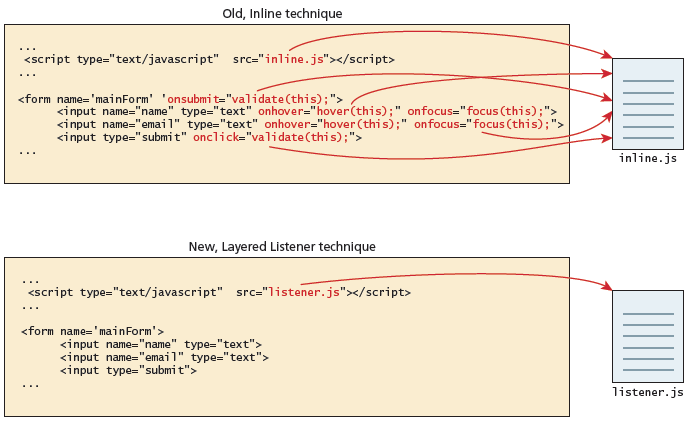 Old, Inline technique
...
<script type="text/javascript"  src="inline.js"></script>
...
<form name='mainForm' 'onsubmit="validate(this);">
<input name="name" type="text" onhover="hover(this);" onfocus="focus(this);">
<input name="email" type="text" onhover="hover(this);" onfocus="focus(this);">
<input type="submit" onclick="validate(this);">
...
inline.js
New, Layered Listener technique
...
<script type="text/javascript"  src="listener.js"></script>
...
<form name='mainForm'>
<input name="name" type="text">
<input name="email" type="text">
<input type="submit">
...
listener.js